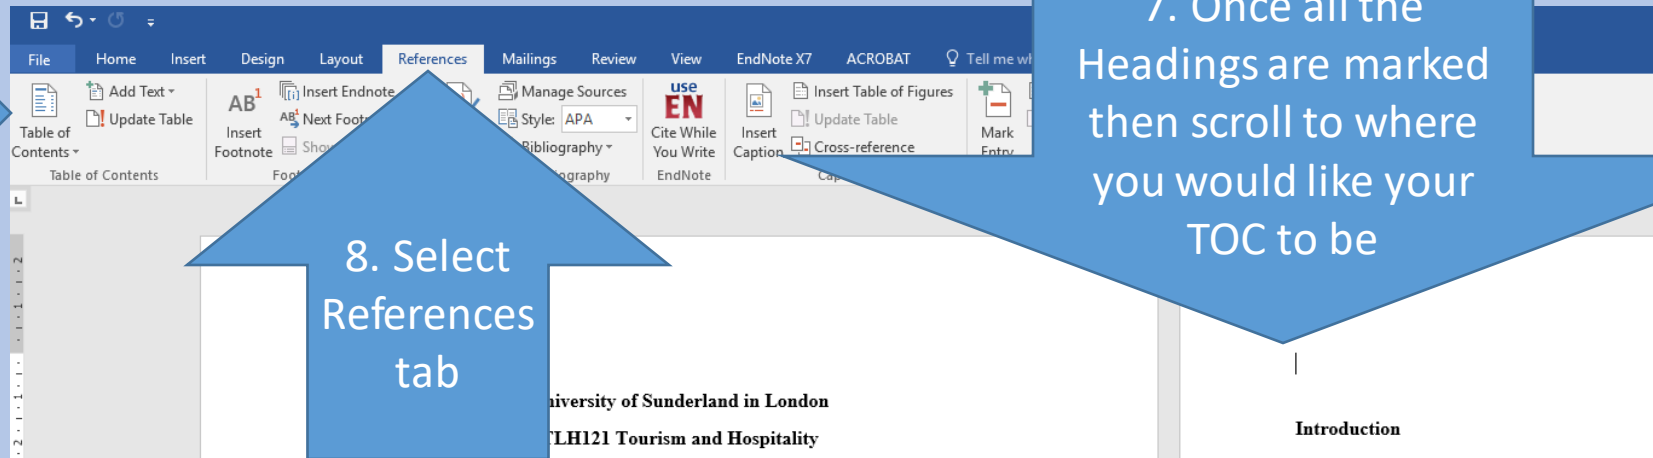 File Home Insert Design Layout References Mailings Review View EndNote X7 ACROBAT Tell me
Table of Contents
Add Text
Update Table
Table of Contents
AB1 Insert Footnote
Insert Endnote
AB1 Next
Manage Sources
Style: APA
Bibliography
use EN
Cite While You Write
EndNote
Insert Caption
Insert Table of Figures
Update Table
Cross-reference
Mark Entry
7. Once all the
Headings are marked
then scroll to where
you would like your
TOC to be
8. Select
References
tab
University of Sunderland in London
TLH121 Tourism and Hospitality
Introduction